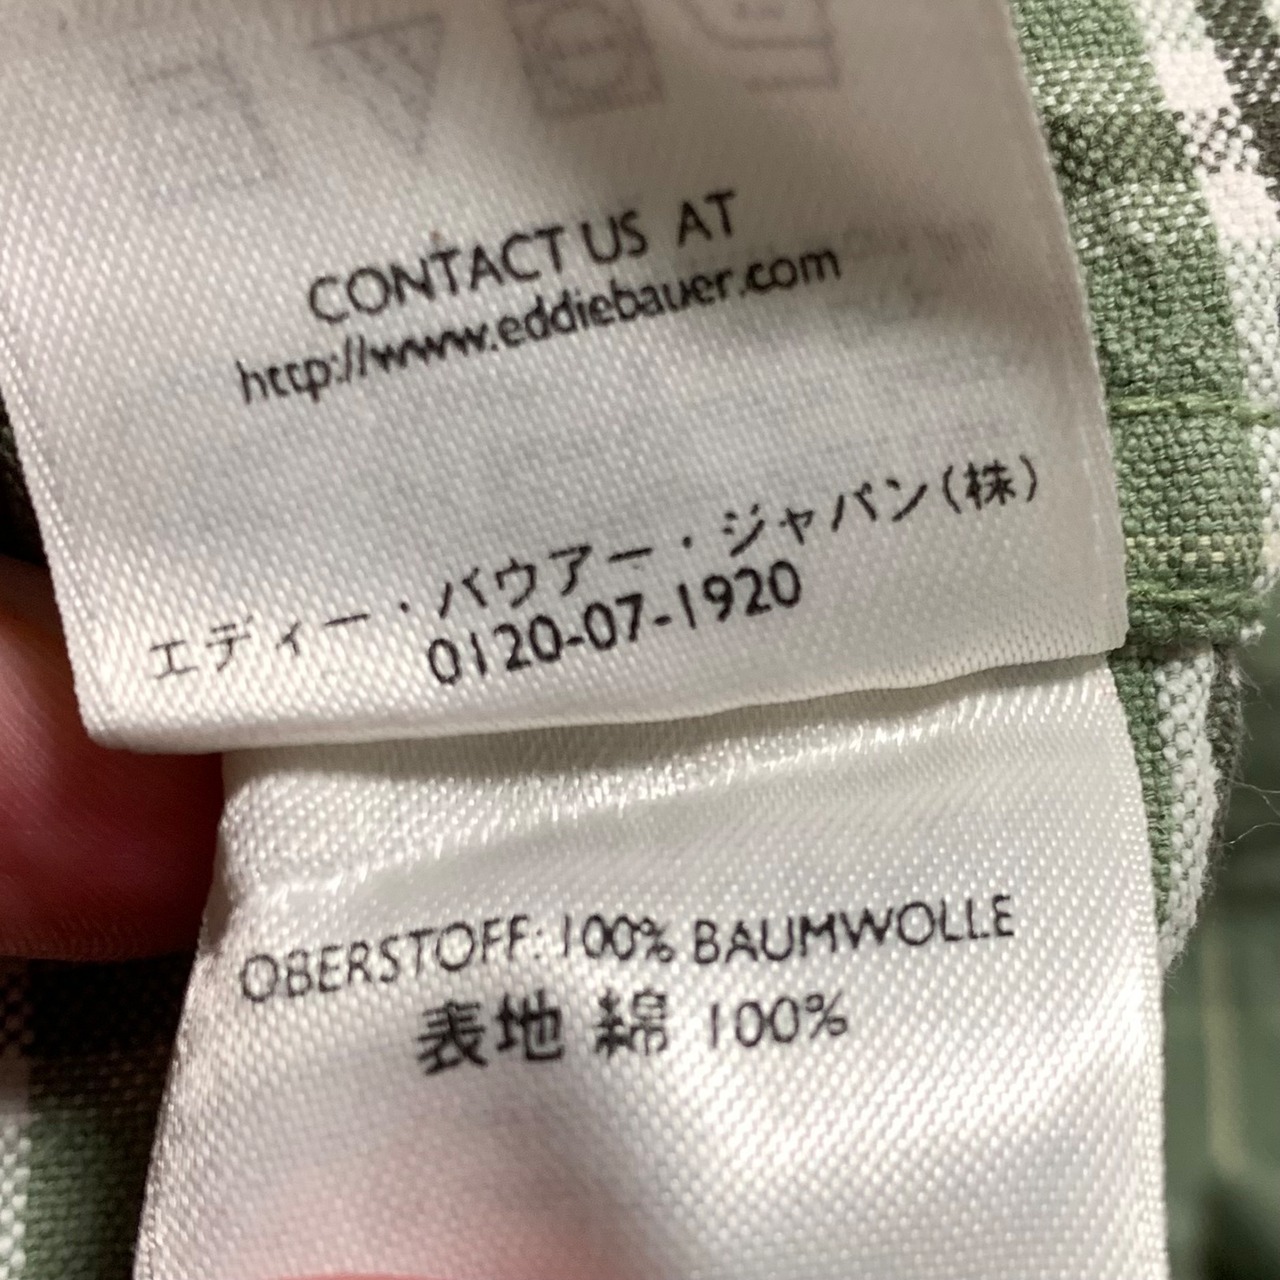 CONTACT US AT
http://www.eddiebauer.com
エディー・バウアー・ジャパン(株)
0120-07-1920
OBERSTOFF: 100% BAUMWOLLE
表地 綿 100%